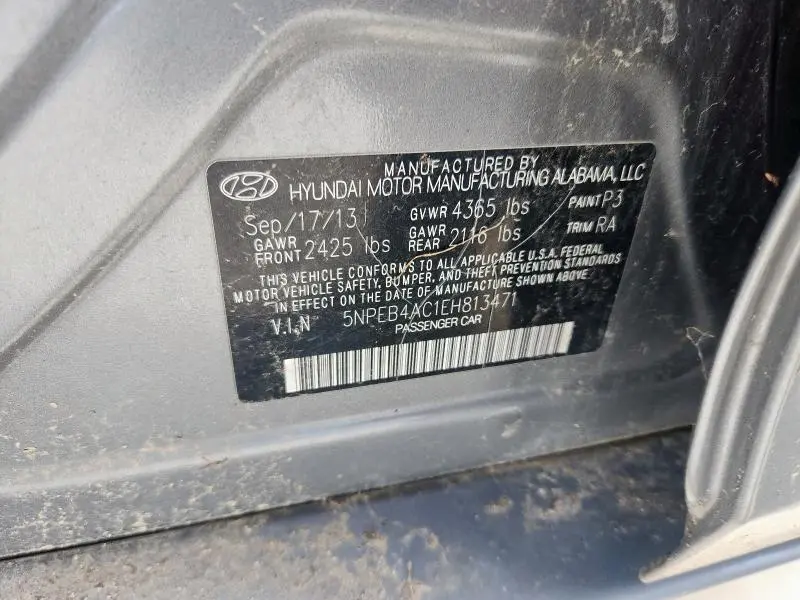 MANUFACTURED BY
HYUNDAI MOTOR MANUFACTURING ALABAMA, LLC
Sep/17/13 GVWR 4365 lbs PAINT P3
GAWR FRONT 2425 lbs GAWR REAR 2116 lbs TRIM RA
THIS VEHICLE CONFORMS TO ALL APPLICABLE U.S.A. FEDERAL
MOTOR VEHICLE SAFETY, BUMPER, AND THEFT PREVENTION STANDARDS
IN EFFECT ON THE DATE OF MANUFACTURE SHOWN ABOVE.
V.I.N 5NPEB4AC1EH813471
PASSENGER CAR